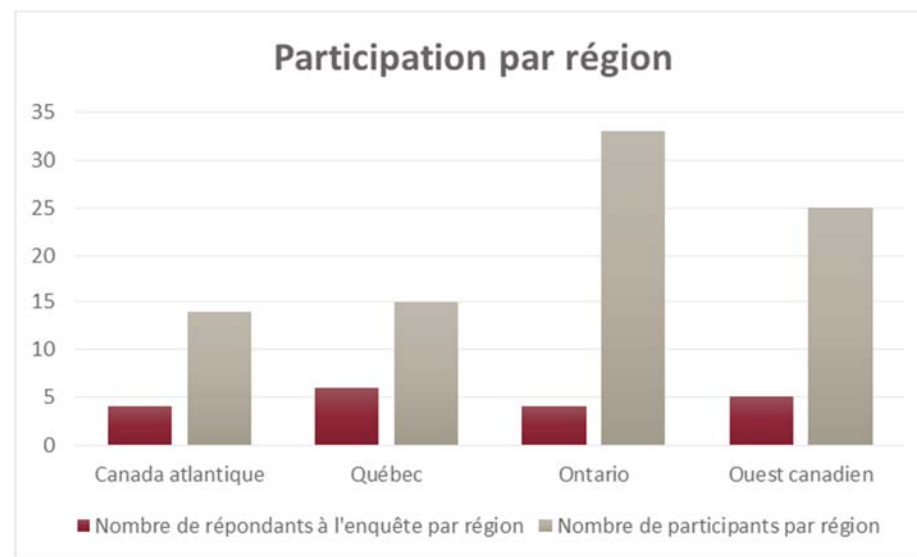 Participation par région
35
30
25
20
15
10
5
0
Canada atlantique Québec Ontario Ouest canadien
Nombre de répondants à l'enquête par région Nombre de participants par région